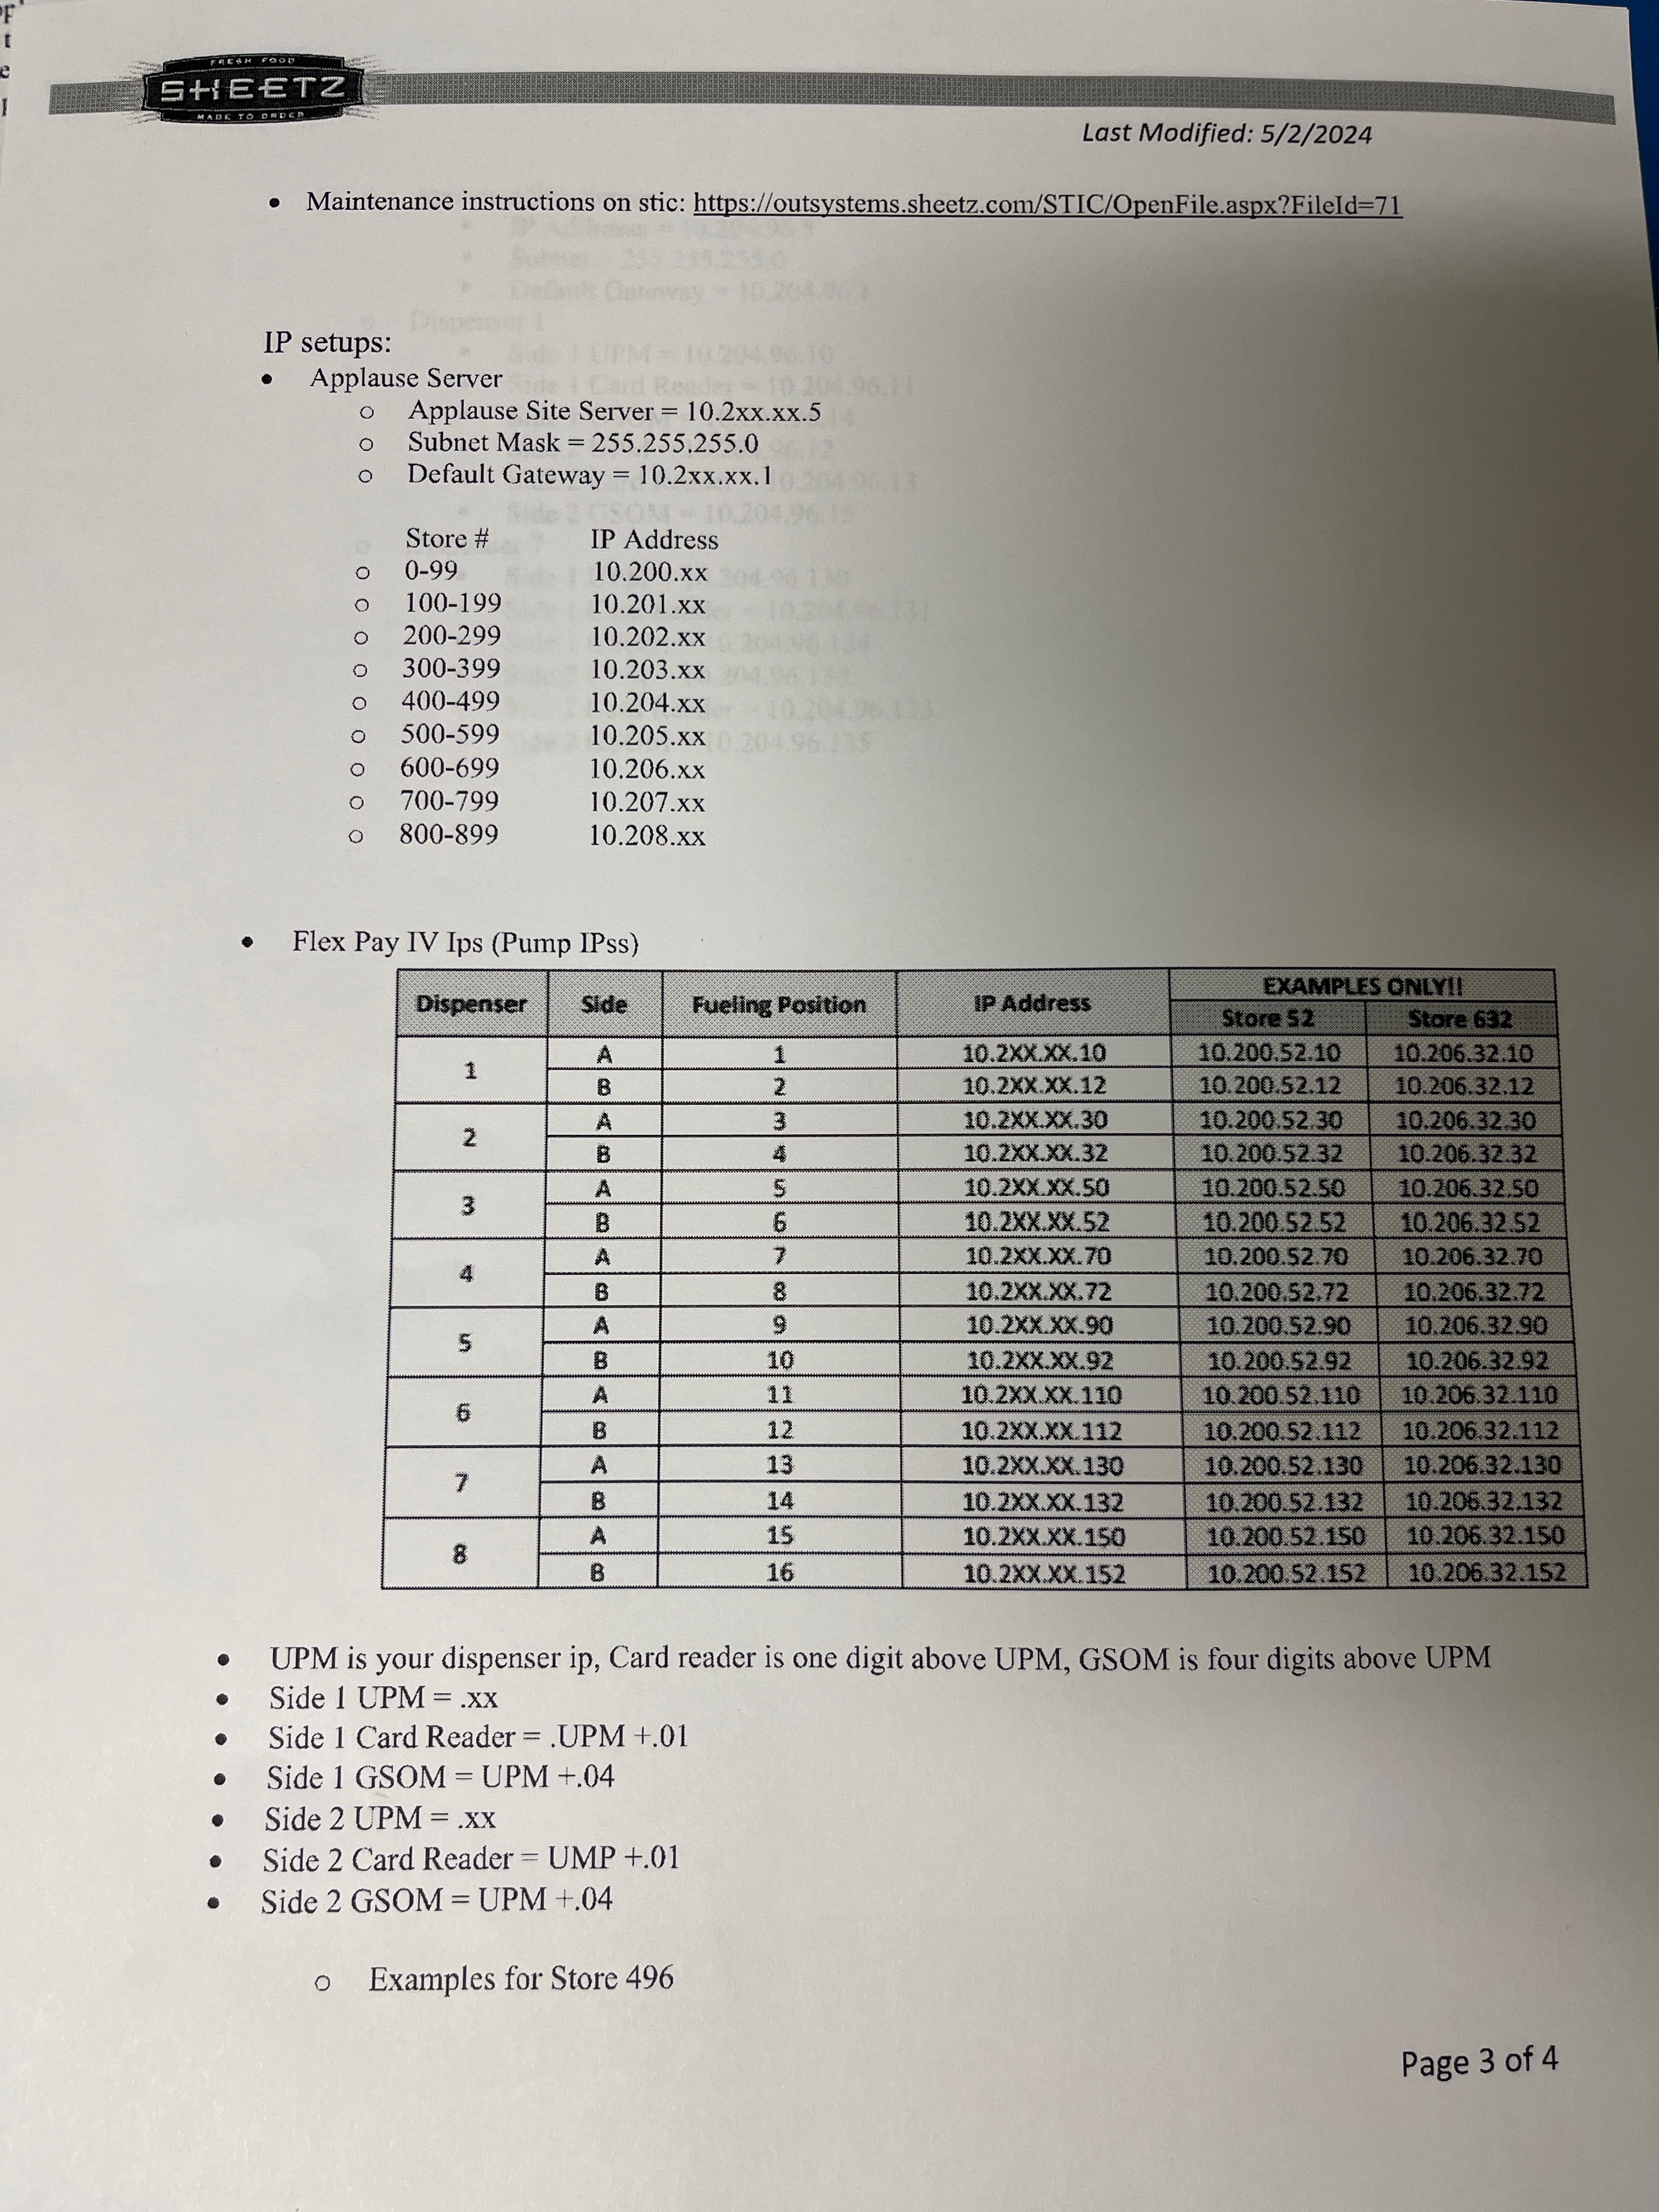 FRESH FOOD
SHEETZ
MADE TO ORDER
Last Modified: 5/2/2024
• Maintenance instructions on stic: https://outsystems.sheetz.com/STIC/OpenFile.aspx?FileId=71
IP setups:
• Applause Server
o Applause Site Server = 10.2xx.xx.5
o Subnet Mask = 255.255.255.0
o Default Gateway = 10.2xx.xx.1
Store # IP Address
o 0-99 10.200.xx
o 100-199 10.201.xx
o 200-299 10.202.xx
o 300-399 10.203.xx
o 400-499 10.204.xx
o 500-599 10.205.xx
o 600-699 10.206.xx
o 700-799 10.207.xx
o 800-899 10.208.xx
• Flex Pay IV Ips (Pump IPss)
Dispenser Side Fueling Position IP Address EXAMPLES ONLY!!
Store 52 Store 632
1 A 1 10.2XX.XX.10 10.200.52.10 10.206.32.10
B 2 10.2XX.XX.12 10.200.52.12 10.206.32.12
2 A 3 10.2XX.XX.30 10.200.52.30 10.206.32.30
B 4 10.2XX.XX.32 10.200.52.32 10.206.32.32
3 A 5 10.2XX.XX.50 10.200.52.50 10.206.32.50
B 6 10.2XX.XX.52 10.200.52.52 10.206.32.52
4 A 7 10.2XX.XX.70 10.200.52.70 10.206.32.70
B 8 10.2XX.XX.72 10.200.52.72 10.206.32.72
5 A 9 10.2XX.XX.90 10.200.52.90 10.206.32.90
B 10 10.2XX.XX.92 10.200.52.92 10.206.32.92
6 A 11 10.2XX.XX.110 10.200.52.110 10.206.32.110
B 12 10.2XX.XX.112 10.200.52.112 10.206.32.112
7 A 13 10.2XX.XX.130 10.200.52.130 10.206.32.130
B 14 10.2XX.XX.132 10.200.52.132 10.206.32.132
8 A 15 10.2XX.XX.150 10.200.52.150 10.206.32.150
B 16 10.2XX.XX.152 10.200.52.152 10.206.32.152
• UPM is your dispenser ip, Card reader is one digit above UPM, GSOM is four digits above UPM
• Side 1 UPM = .xx
• Side 1 Card Reader = .UPM +.01
• Side 1 GSOM = UPM +.04
• Side 2 UPM = .xx
• Side 2 Card Reader = UMP +.01
• Side 2 GSOM = UPM +.04
o Examples for Store 496
Page 3 of 4